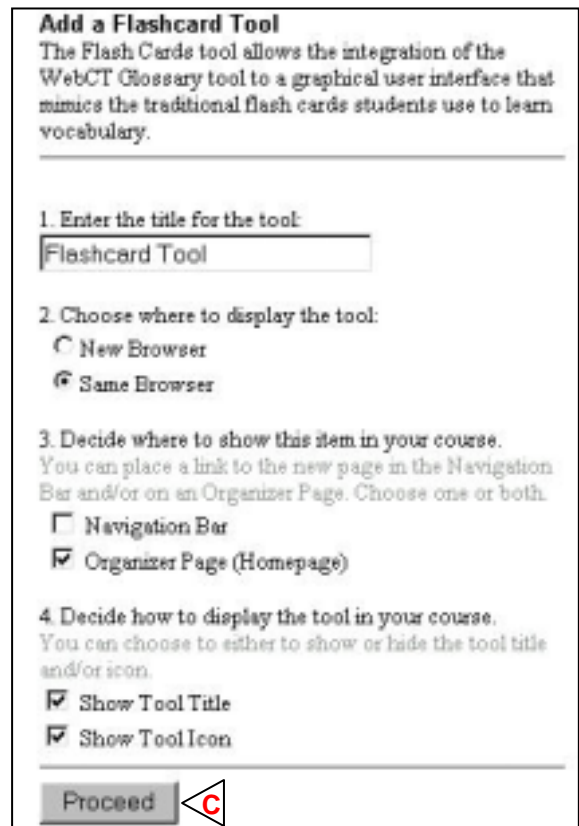 Add a Flashcard Tool
The Flash Cards tool allows the integration of the
WebCT Glossary tool to a graphical user interface that
mimics the traditional flash cards students use to learn
vocabulary.
1. Enter the title for the tool:
Flashcard Tool
2. Choose where to display the tool:
New Browser
Same Browser
3. Decide where to show this item in your course.
You can place a link to the new page in the Navigation
Bar and/or on an Organizer Page. Choose one or both.
Navigation Bar
Organizer Page (Homepage)
4. Decide how to display the tool in your course.
You can choose to either to show or hide the tool title
and/or icon.
Show Tool Title
Show Tool Icon
Proceed C